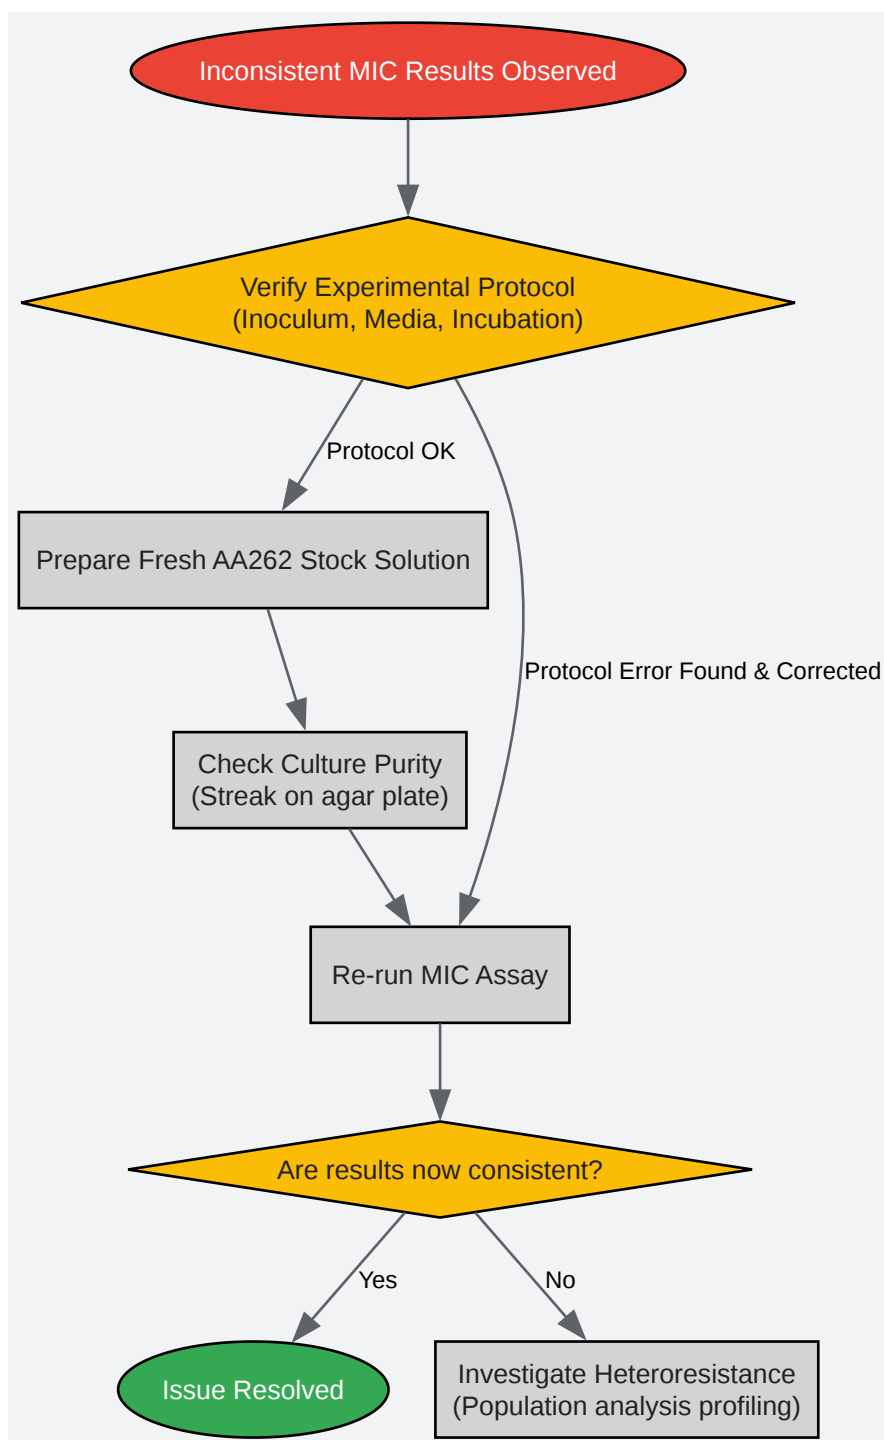 Inconsistent MIC Results Observed
Verify Experimental Protocol
(Inoculum, Media, Incubation)
Protocol OK
Prepare Fresh AA262 Stock Solution
Protocol Error Found & Corrected
Check Culture Purity
(Streak on agar plate)
Re-run MIC Assay
Are results now consistent?
Yes
No
Issue Resolved
Investigate Heteroresistance
(Population analysis profiling)